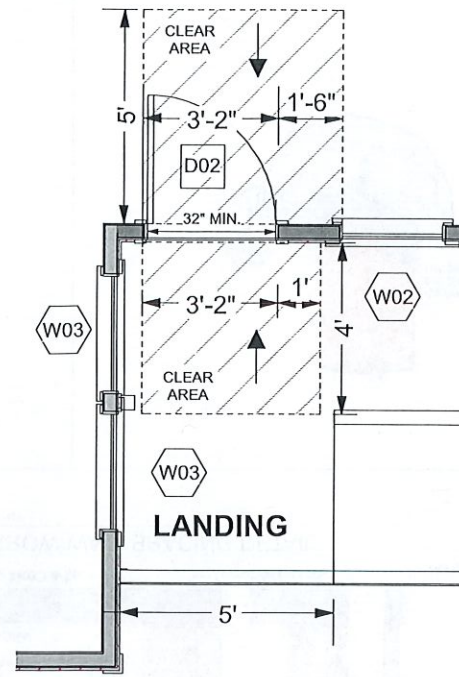 CLEAR
AREA
5'
3'-2"
1'-6"
D02
32" MIN.
3'-2"
1'
W03
W02
4'
CLEAR
AREA
W03
LANDING
5'